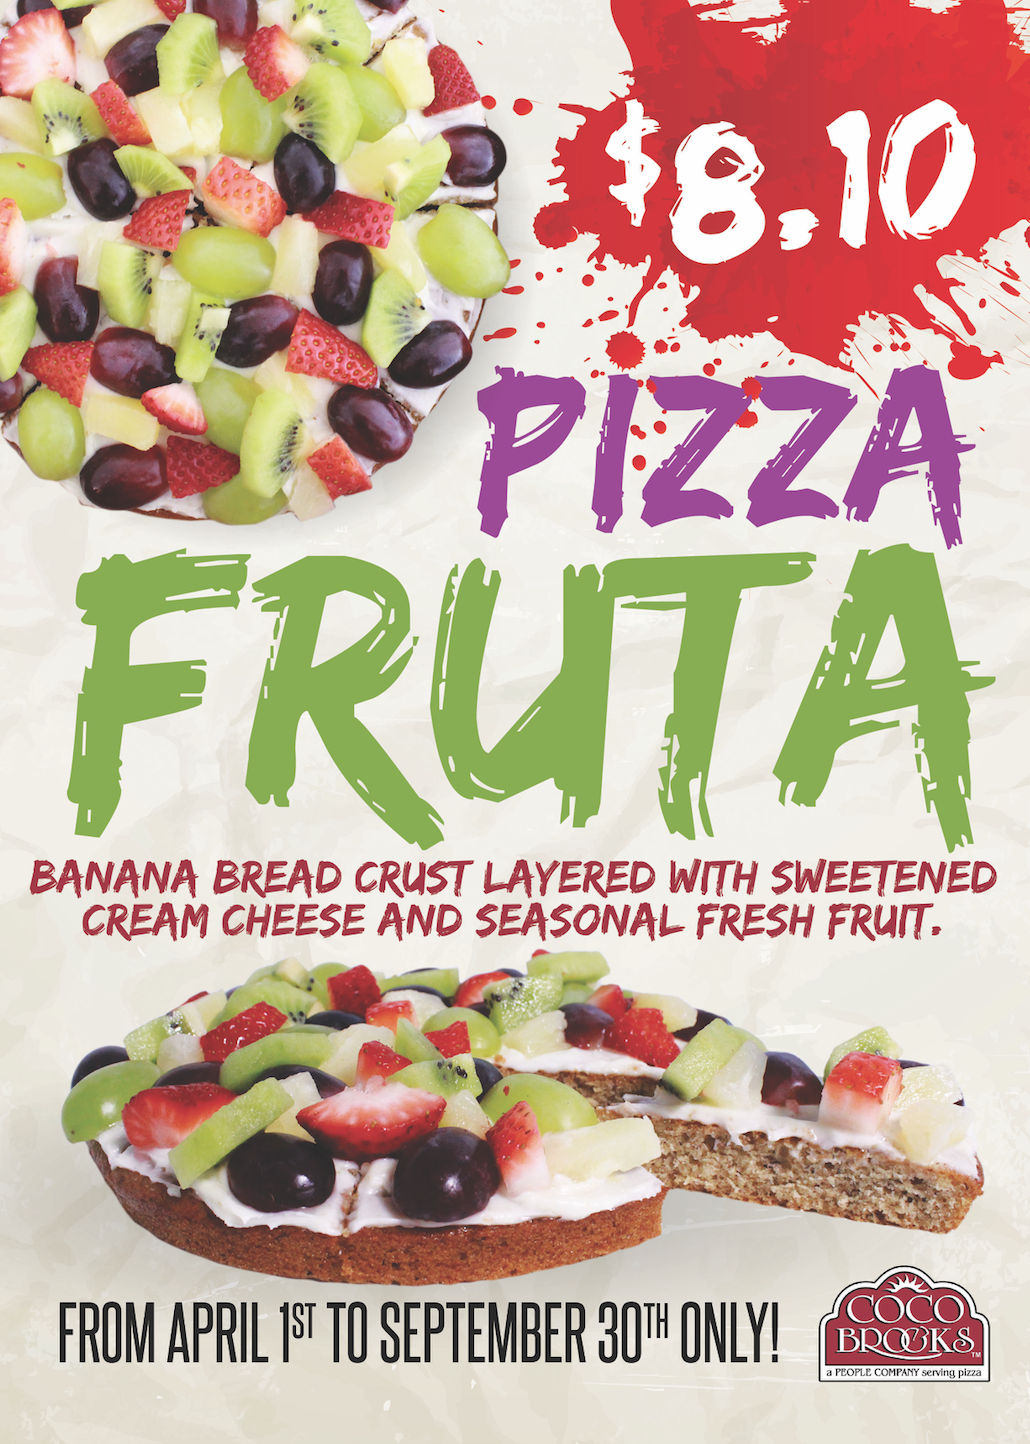 $8.10
PIZZA
FRUTA
BANANA BREAD CRUST LAYERED WITH SWEETENED
CREAM CHEESE AND SEASONAL FRESH FRUIT.
FROM APRIL 1ST TO SEPTEMBER 30TH ONLY!
COCO
BROOKS TM
a PEOPLE COMPANY serving pizza